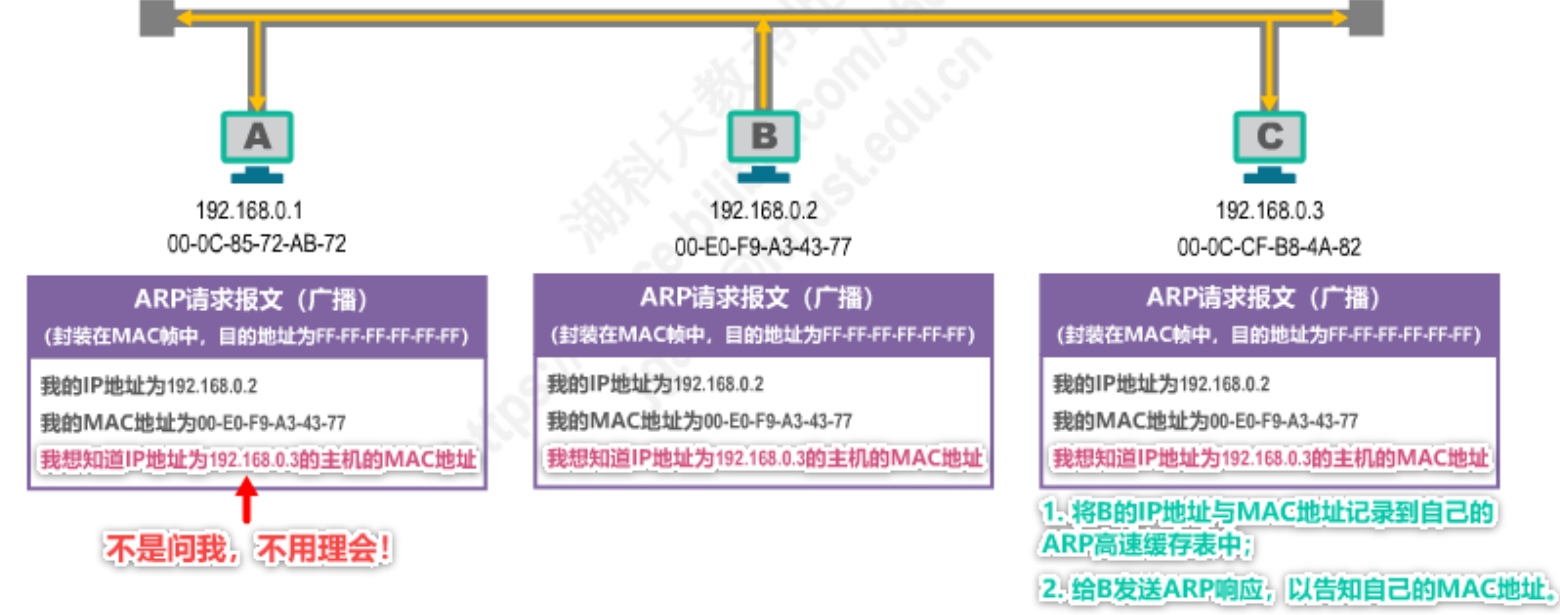 A
B
C
192.168.0.1
00-0C-85-72-AB-72
192.168.0.2
00-E0-F9-A3-43-77
192.168.0.3
00-0C-CF-B8-4A-82
ARP请求报文（广播）
(封装在MAC帧中，目的地址为FF-FF-FF-FF-FF-FF)
我的IP地址为192.168.0.2
我的MAC地址为00-E0-F9-A3-43-77
我想知道IP地址为192.168.0.3的主机的MAC地址
不是问我，不用理会！
ARP请求报文（广播）
(封装在MAC帧中，目的地址为FF-FF-FF-FF-FF-FF)
我的IP地址为192.168.0.2
我的MAC地址为00-E0-F9-A3-43-77
我想知道IP地址为192.168.0.3的主机的MAC地址
ARP请求报文（广播）
(封装在MAC帧中，目的地址为FF-FF-FF-FF-FF-FF)
我的IP地址为192.168.0.2
我的MAC地址为00-E0-F9-A3-43-77
我想知道IP地址为192.168.0.3的主机的MAC地址
1. 将B的IP地址与MAC地址记录到自己的
ARP高速缓存表中；
2. 给B发送ARP响应，以告知自己的MAC地址。
湖科大教书